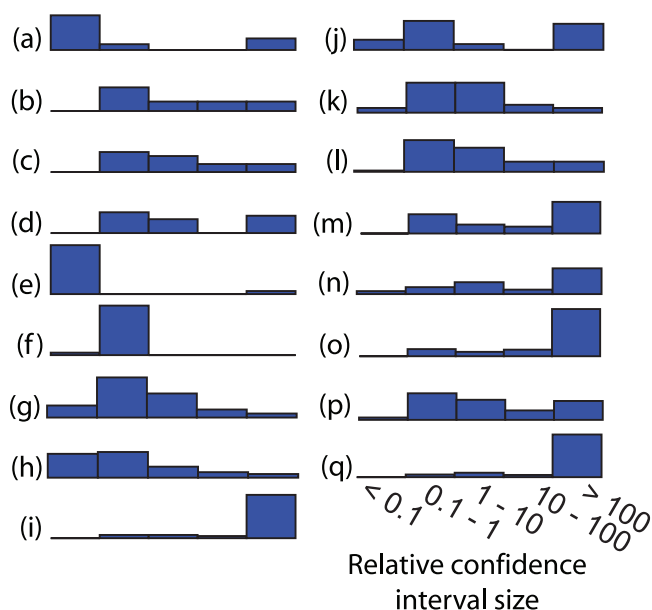 (a)
(b)
(c)
(d)
(e)
(f)
(g)
(h)
(i)
(j)
(k)
(l)
(m)
(n)
(o)
(p)
(q)
< 0.1
0.1 - 1
1 - 10
10 - 100
> 100
Relative confidence
interval size